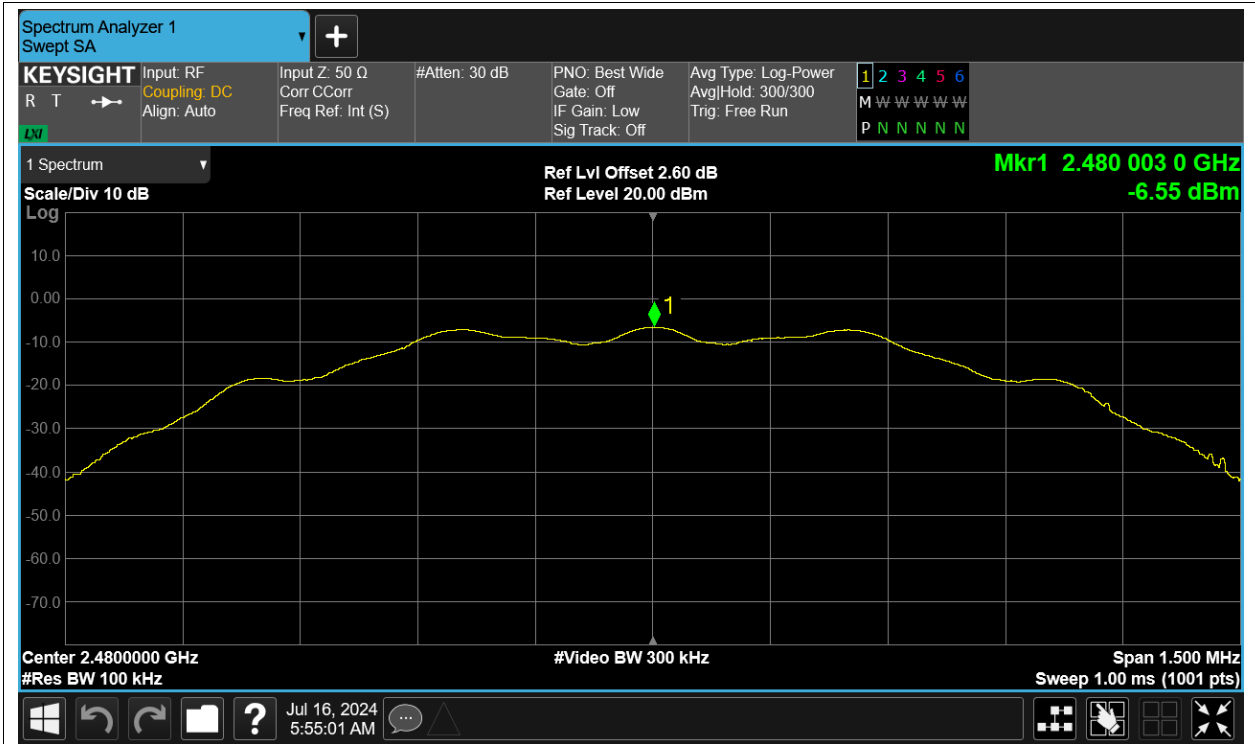 Spectrum Analyzer 1
Swept SA
KEYSIGHT
R T
LXI
Input: RF
Coupling: DC
Align: Auto
Input Z: 50 Ω
Corr CCorr
Freq Ref: Int (S)
#Atten: 30 dB
PNO: Best Wide
Gate: Off
IF Gain: Low
Sig Track: Off
Avg Type: Log-Power
Avg|Hold: 300/300
Trig: Free Run
1 2 3 4 5 6
M W W W W W
P N N N N N
1 Spectrum
Scale/Div 10 dB
Log
Ref Lvl Offset 2.60 dB
Ref Level 20.00 dBm
Mkr1 2.480 003 0 GHz
-6.55 dBm
1
10.0
0.00
-10.0
-20.0
-30.0
-40.0
-50.0
-60.0
-70.0
Center 2.4800000 GHz
#Res BW 100 kHz
#Video BW 300 kHz
Span 1.500 MHz
Sweep 1.00 ms (1001 pts)
?
Jul 16, 2024
5:55:01 AM